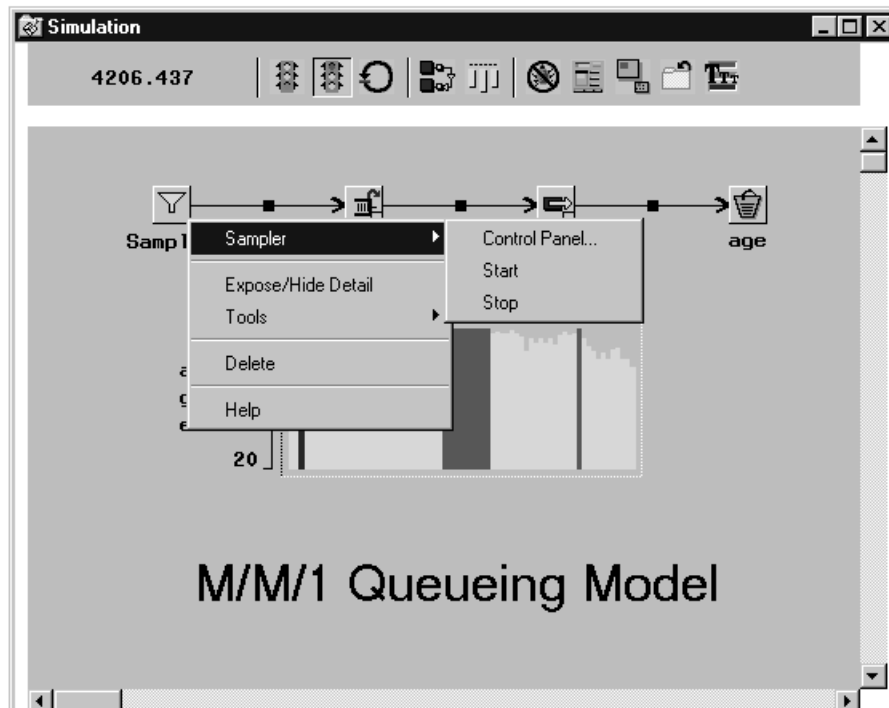 Simulation
4206.437
Sampl
age
Sampler
Control Panel...
Start
Stop
Expose/Hide Detail
Tools
Delete
Help
a
g
e
20
M/M/1 Queueing Model